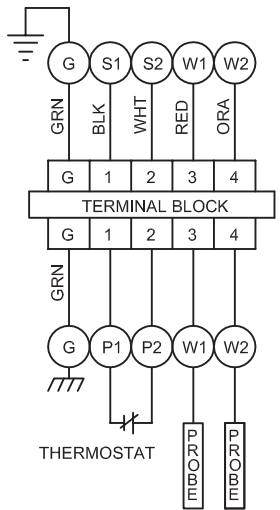 G S1 S2 W1 W2
GRN BLK WHT RED ORA
G 1 2 3 4
TERMINAL BLOCK
G 1 2 3 4
GRN
G P1 P2 W1 W2
THERMOSTAT
PROBE PROBE